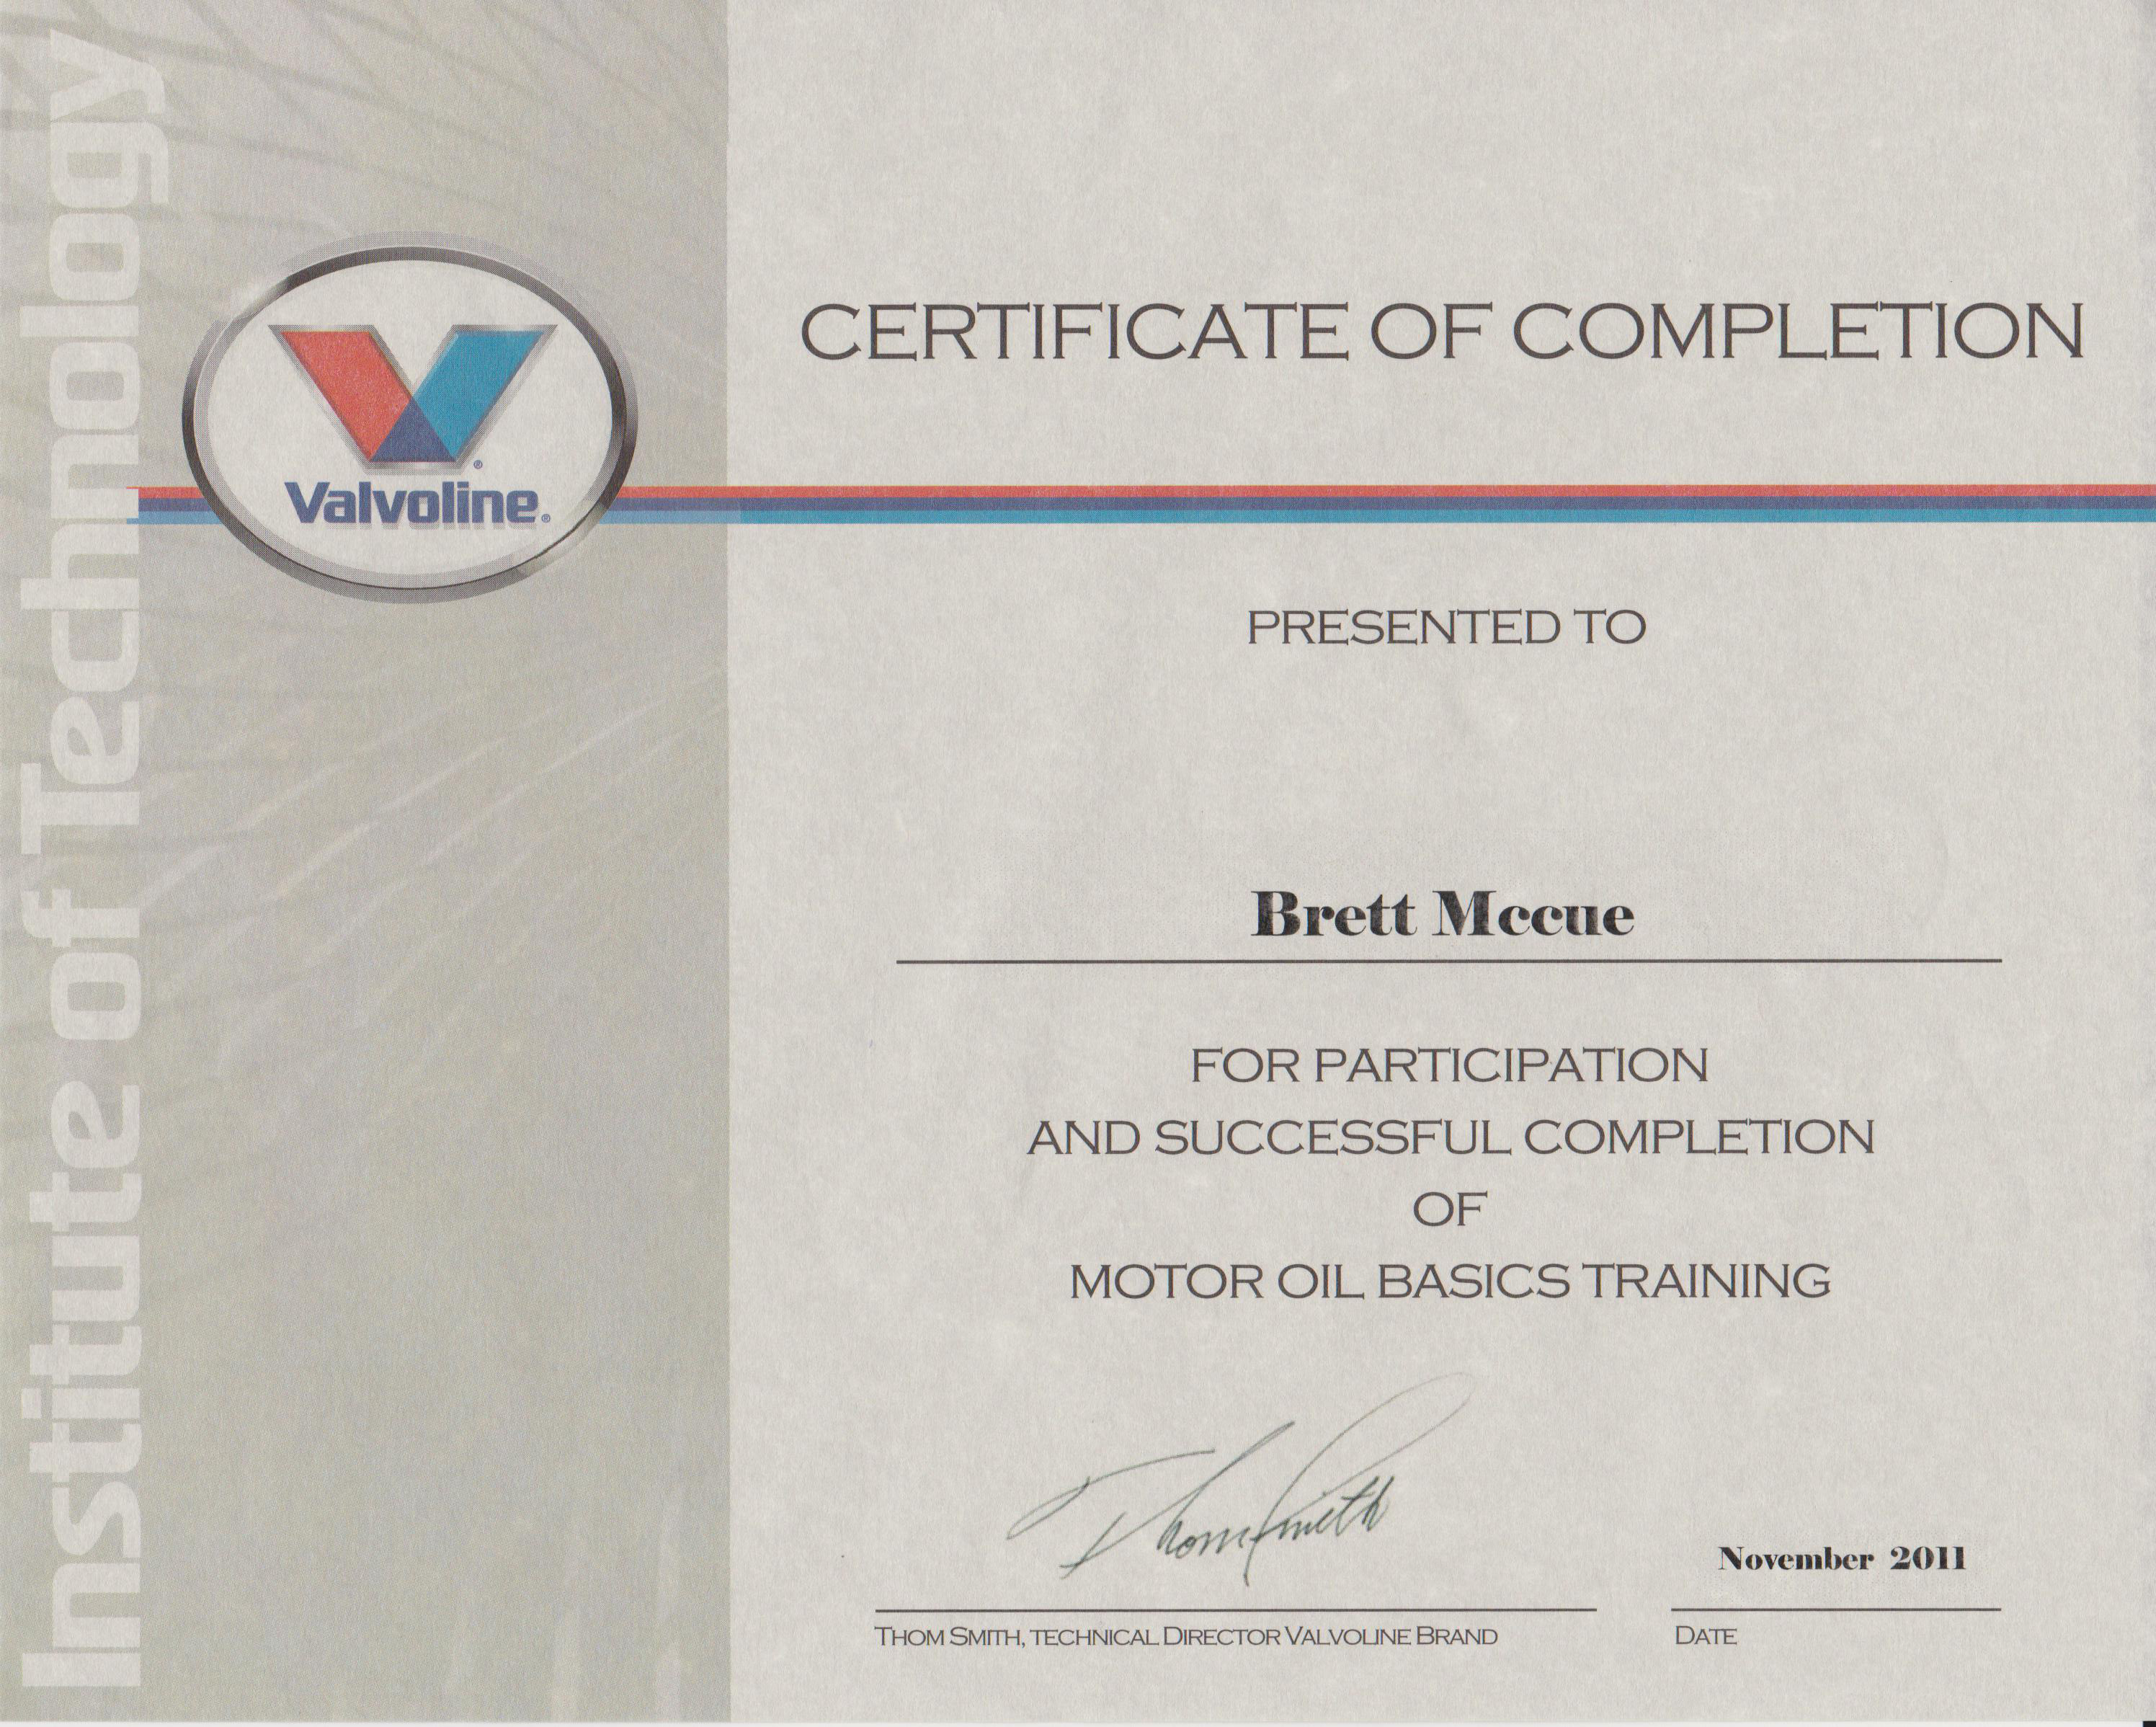 Institute of Technology
Valvoline®
CERTIFICATE OF COMPLETION
PRESENTED TO
Brett Mccue
FOR PARTICIPATION
AND SUCCESSFUL COMPLETION
OF
MOTOR OIL BASICS TRAINING
Thom Smith
November 2011
THOM SMITH, TECHNICAL DIRECTOR VALVOLINE BRAND
DATE